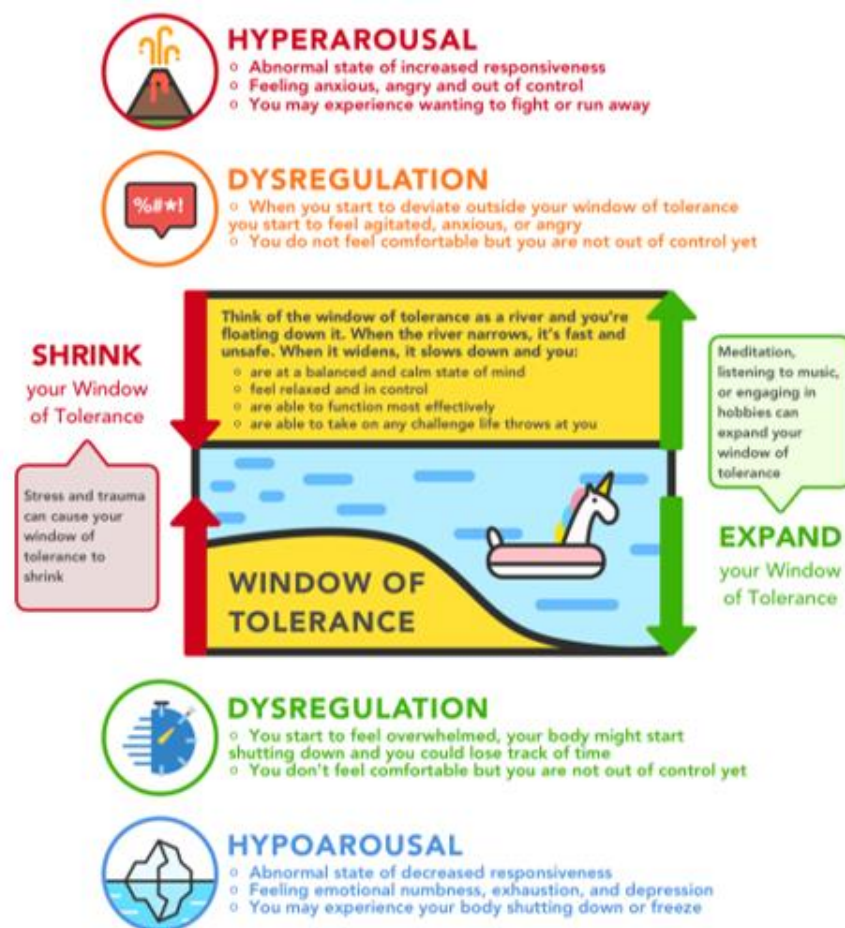 HYPERAROUSAL
○ Abnormal state of increased responsiveness
○ Feeling anxious, angry and out of control
○ You may experience wanting to fight or run away
%#★!
DYSREGULATION
○ When you start to deviate outside your window of tolerance
you start to feel agitated, anxious, or angry
○ You do not feel comfortable but you are not out of control yet
Think of the window of tolerance as a river and you're
floating down it. When the river narrows, it's fast and
unsafe. When it widens, it slows down and you:
○ are at a balanced and calm state of mind
○ feel relaxed and in control
○ are able to function most effectively
○ are able to take on any challenge life throws at you
SHRINK
your Window
of Tolerance
Stress and trauma
can cause your
window of
tolerance to
shrink
Meditation,
listening to music,
or engaging in
hobbies can
expand your
window of
tolerance
EXPAND
your Window
of Tolerance
WINDOW OF
TOLERANCE
DYSREGULATION
○ You start to feel overwhelmed, your body might start
shutting down and you could lose track of time
○ You don't feel comfortable but you are not out of control yet
HYPOAROUSAL
○ Abnormal state of decreased responsiveness
○ Feeling emotional numbness, exhaustion, and depression
○ You may experience your body shutting down or freeze